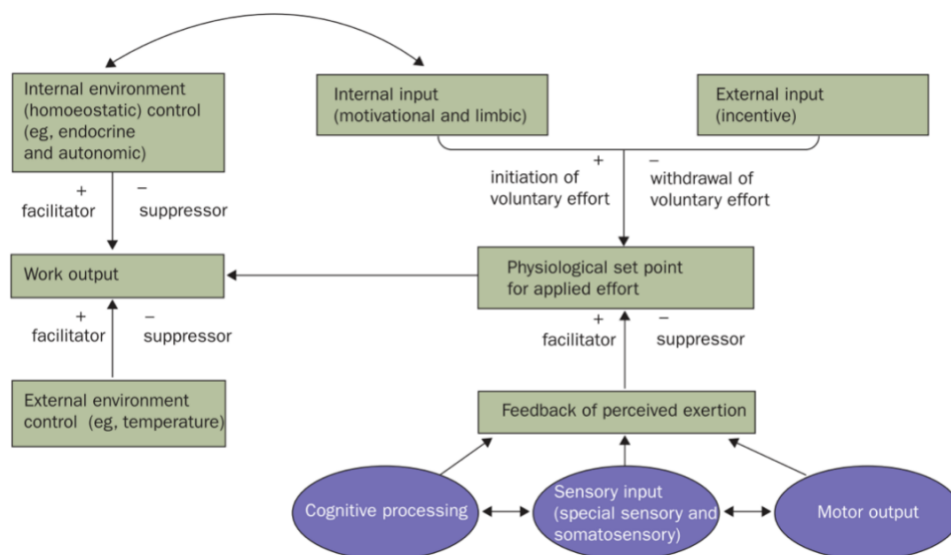 Internal environment
(homoeostatic) control
(eg, endocrine
and autonomic)
Internal input
(motivational and limbic)
External input
(incentive)
+
–
initiation of
voluntary effort
withdrawal of
voluntary effort
+
–
facilitator
suppressor
Work output
Physiological set point
for applied effort
+
–
facilitator
suppressor
+
–
facilitator
suppressor
External environment
control (eg, temperature)
Feedback of perceived exertion
Cognitive processing
Sensory input
(special sensory and
somatosensory)
Motor output